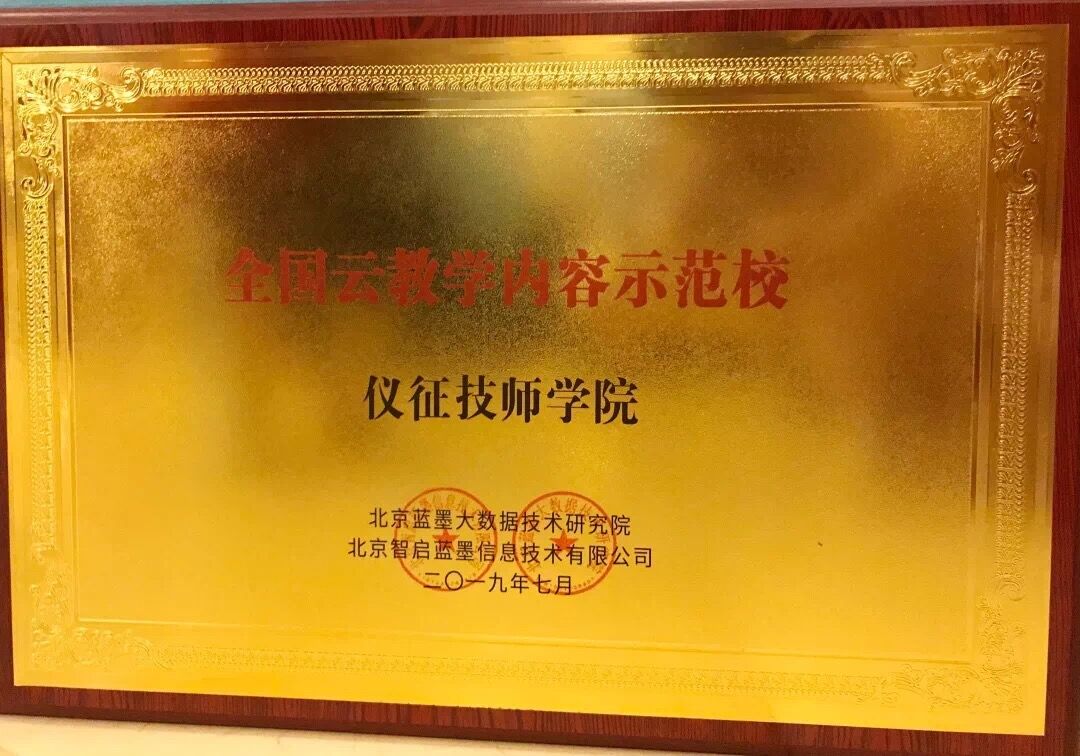 全国云教学内容示范校
仪征技师学院
北京蓝墨大数据技术研究院
北京智启蓝墨信息技术有限公司
二〇一九年七月